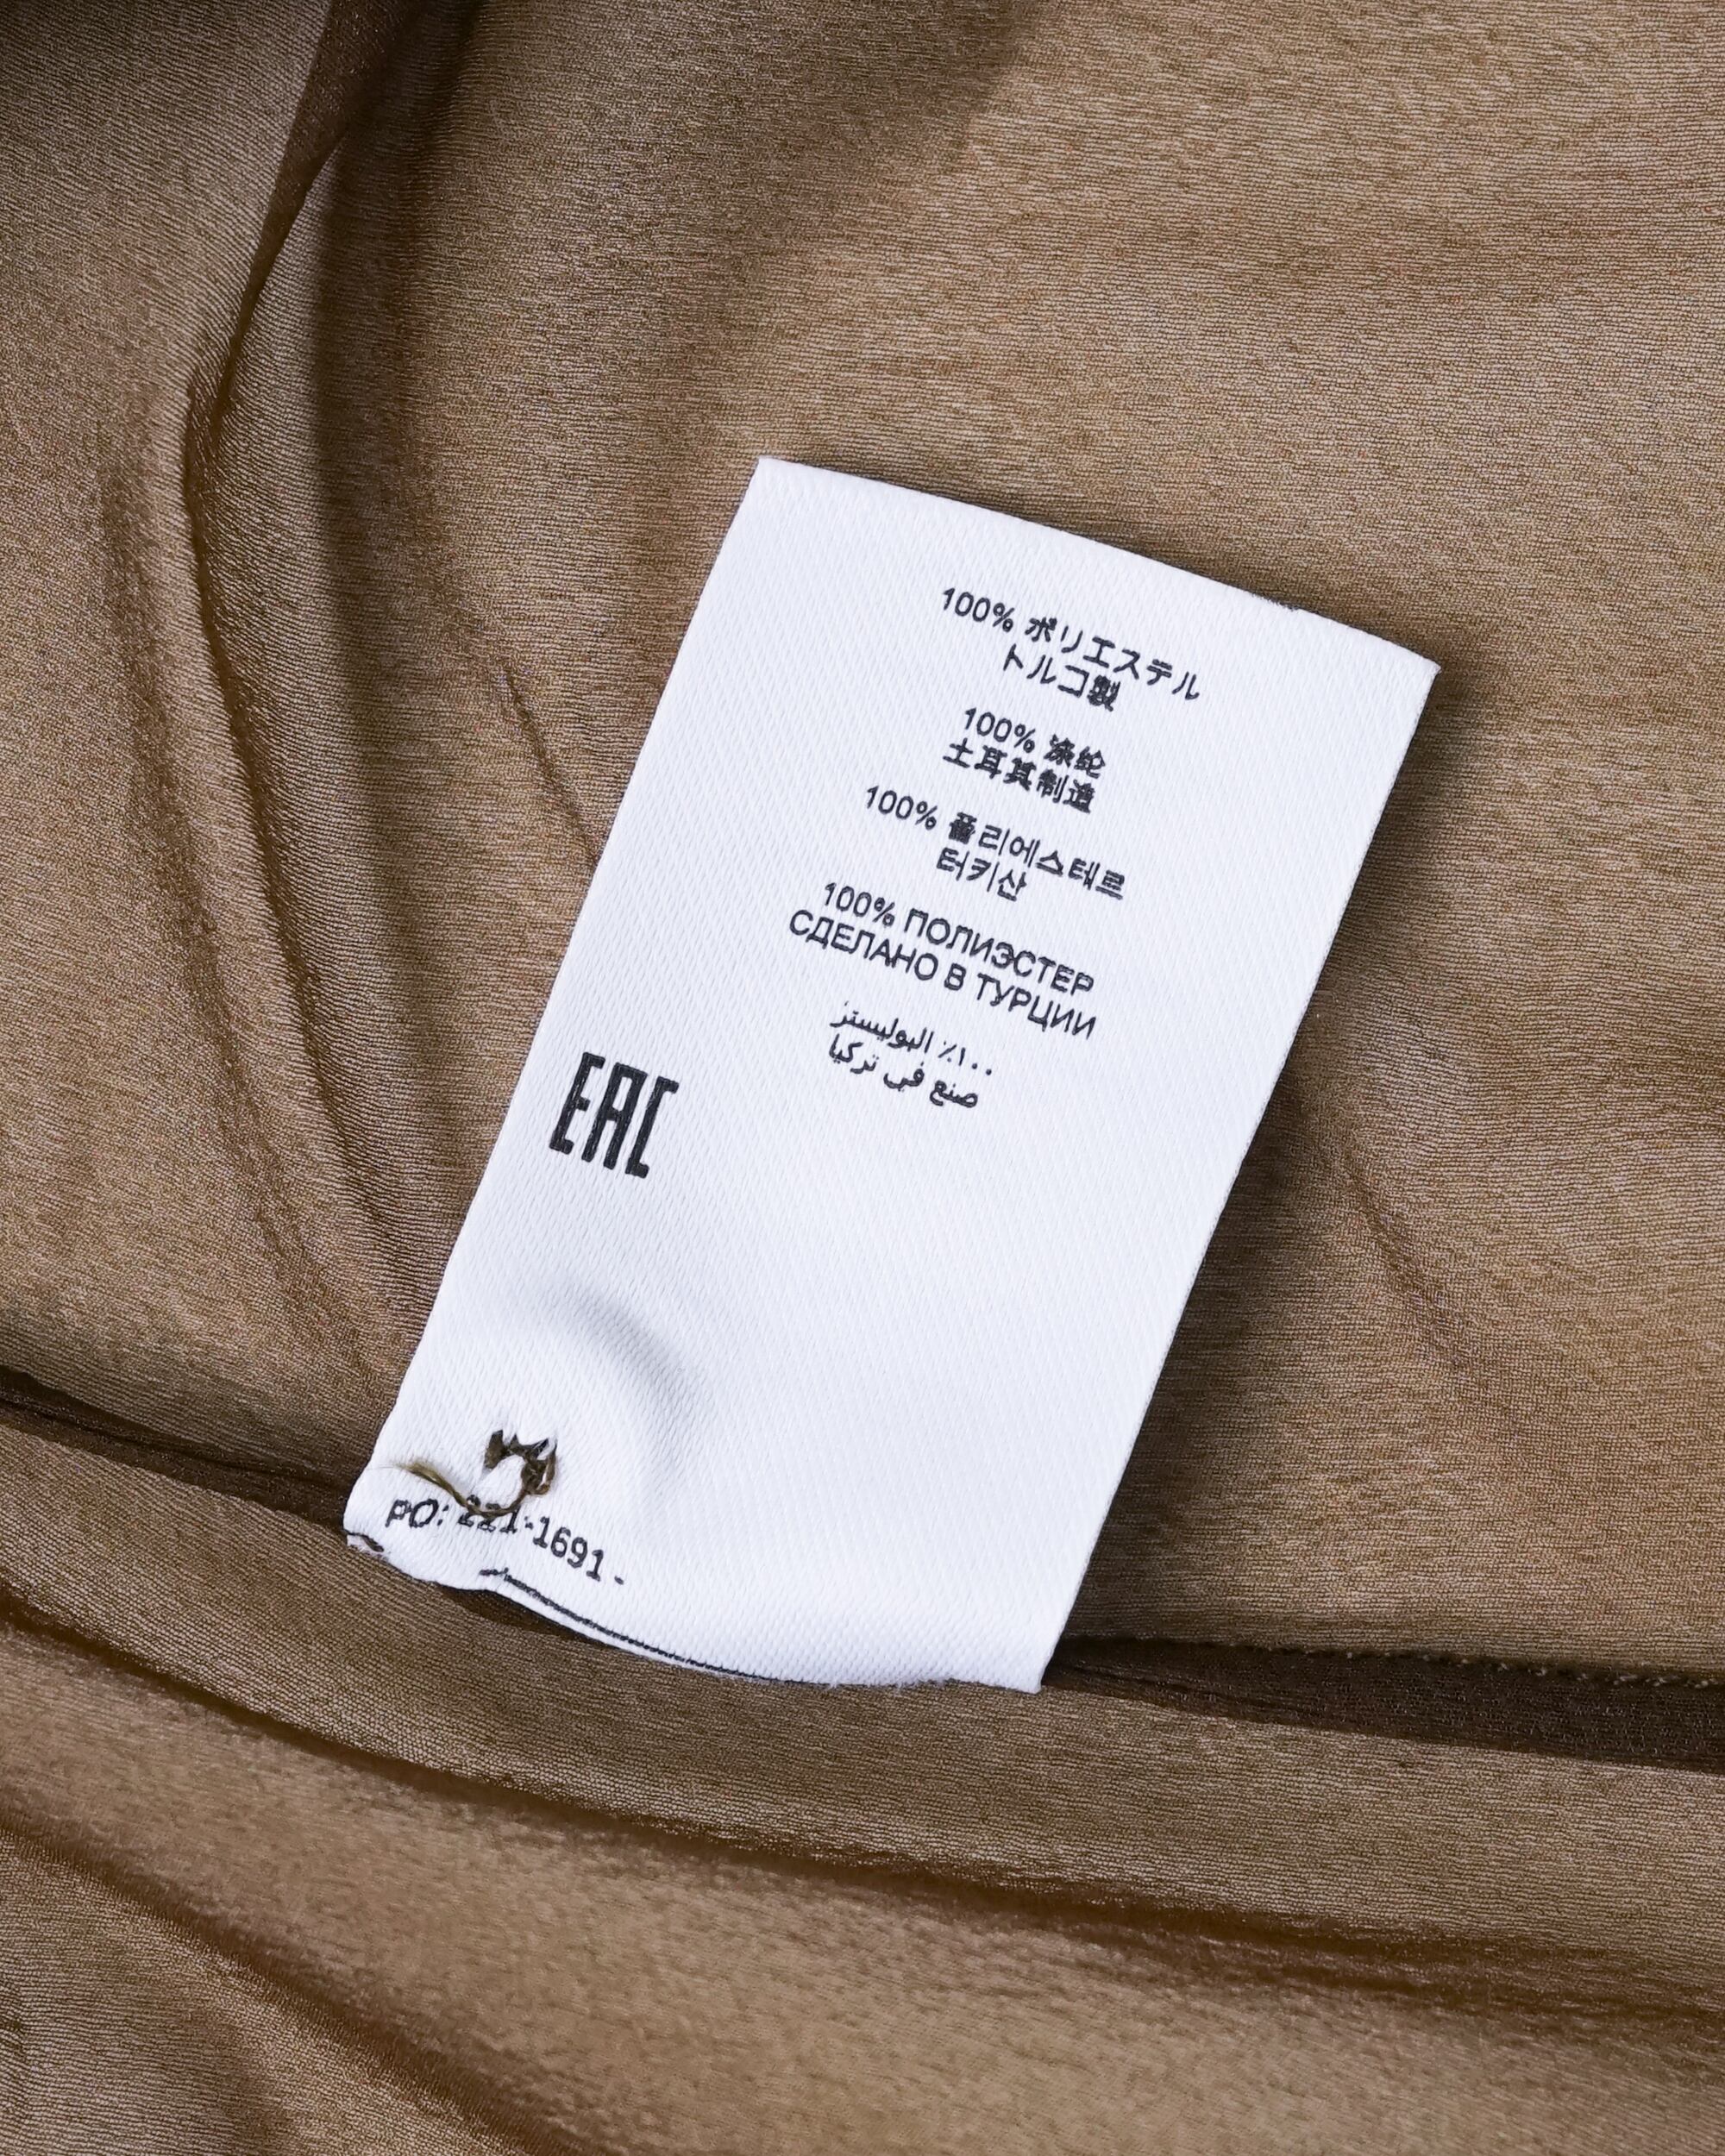 100% ポリエステル
トルコ製
100% 涤纶
土耳其制造
100% 폴리에스테르
터키산
100% ПОЛИЭСТЕР
СДЕЛАНО В ТУРЦИИ
١٠٠٪ البوليستر
صنع في تركيا
EAC
PO: 221-1691 -